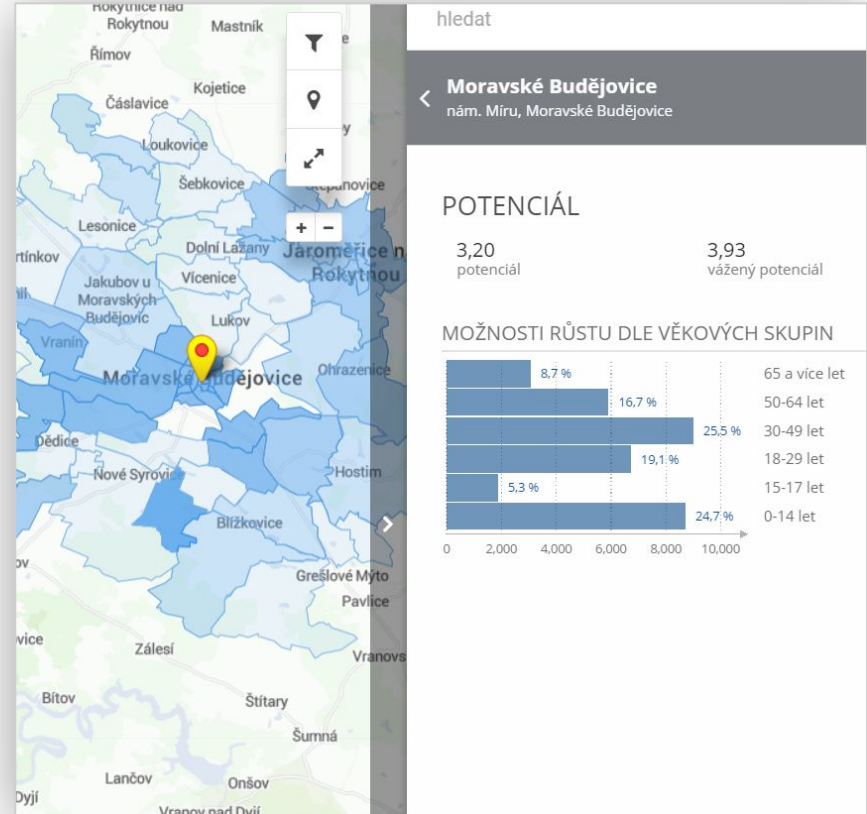 Rokytnice nad
Rokytnou
Mastník
Římov
Kojetice
Čáslavice
Loukovice
Šebkovice
Štěpánovice
Lesonice
Dolní Lažany
Jaroměřice n
Rokytnou
rtínkov
Vícenice
Jakubov u
Moravských
Budějovic
Lukov
Vranín
Moravské Budějovice
Ohrazenice
Dědice
Nové Syrovice
Hostim
Blížkovice
Grešlové Mýto
Pavlice
vice
Zálesí
Vranovs
Bítov
Štítary
Šumná
Lančov
Onšov
Dyjí
Vranov nad Dyjí
+ −
hledat
Moravské Budějovice
nám. Míru, Moravské Budějovice
POTENCIÁL
3,20
potenciál
3,93
vážený potenciál
MOŽNOSTI RŮSTU DLE VĚKOVÝCH SKUPIN
8,7 % 65 a více let
16,7 % 50-64 let
25,5 % 30-49 let
19,1 % 18-29 let
5,3 % 15-17 let
24,7 % 0-14 let
0 2,000 4,000 6,000 8,000 10,000